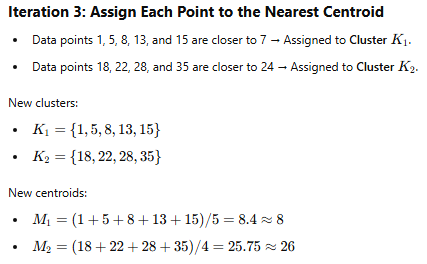 Iteration 3: Assign Each Point to the Nearest Centroid
• Data points 1, 5, 8, 13, and 15 are closer to 7 → Assigned to Cluster K₁.
• Data points 18, 22, 28, and 35 are closer to 24 → Assigned to Cluster K₂.
New clusters:
• K₁ = {1, 5, 8, 13, 15}
• K₂ = {18, 22, 28, 35}
New centroids:
• M₁ = (1 + 5 + 8 + 13 + 15)/5 = 8.4 ≈ 8
• M₂ = (18 + 22 + 28 + 35)/4 = 25.75 ≈ 26